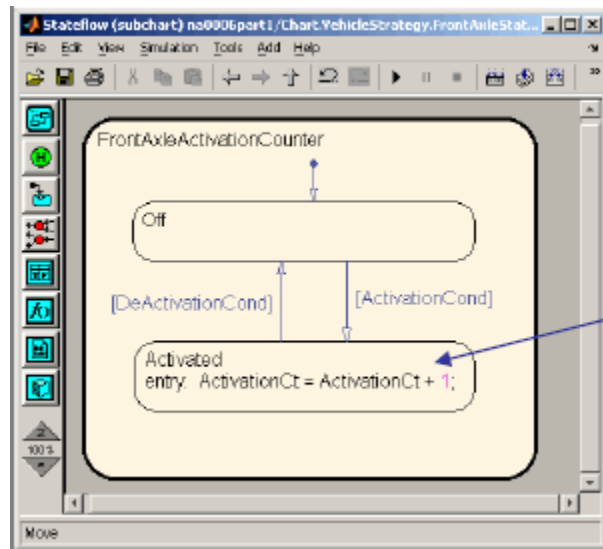 Stateflow (subchart) na0006part1/Chart.VehicleStrategy.FrontAxleStat...
File Edit View Simulation Tools Add Help
FrontAxleActivationCounter
Off
[DeActivationCond]
[ActivationCond]
Activated
entry: ActivationCt = ActivationCt + 1;
100%
Move